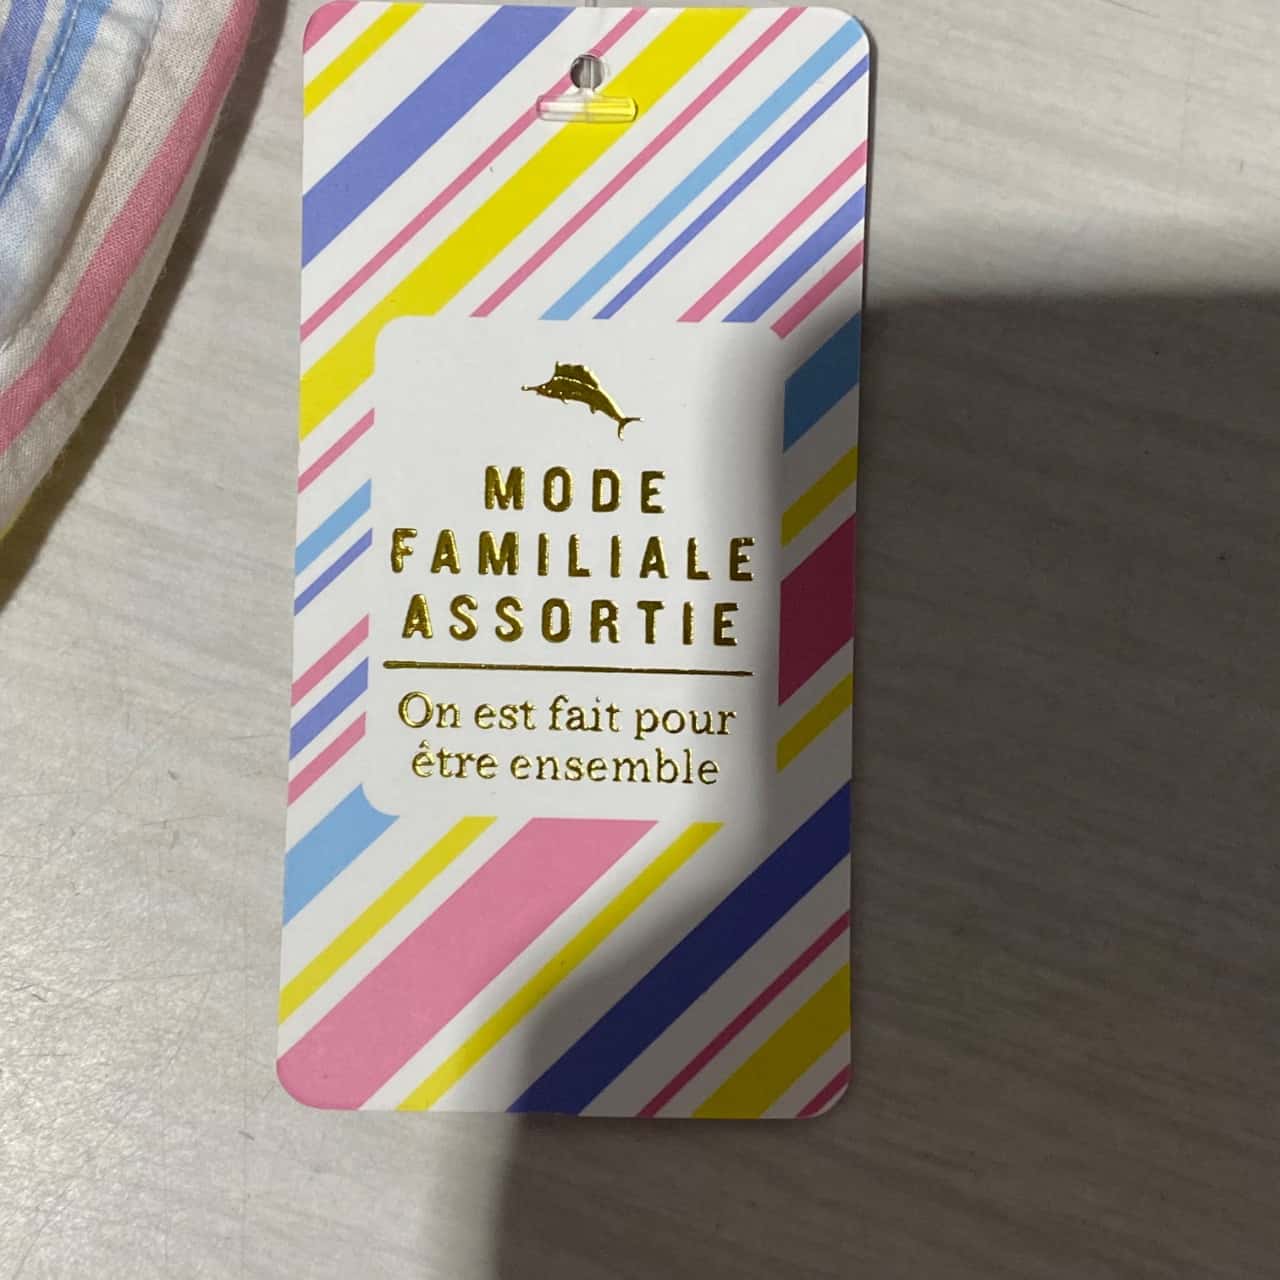 MODE
FAMILIALE
ASSORTIE
On est fait pour
être ensemble